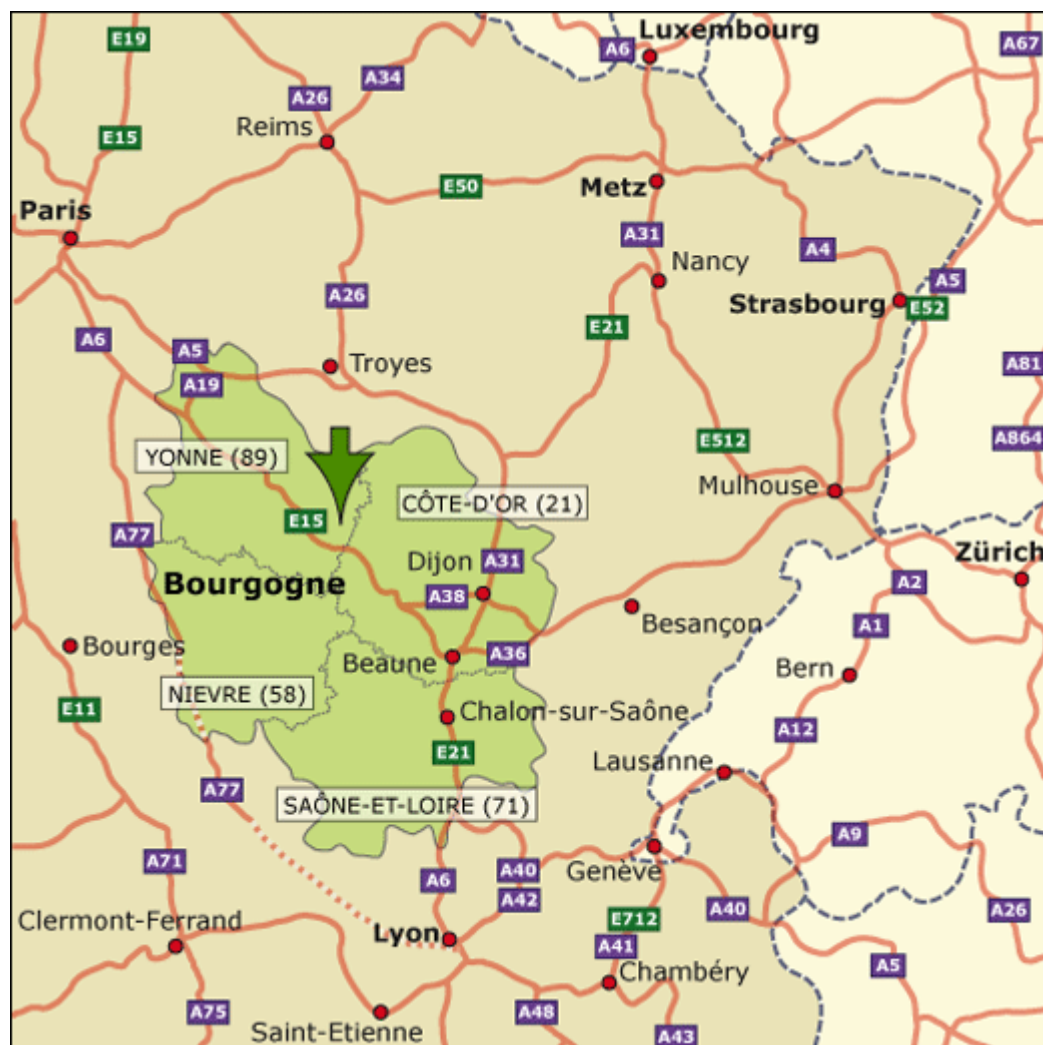 E19
A6
Luxembourg
A67
A34
A26
Reims
E15
E50
Metz
Paris
A31
A4
Nancy
A5
A26
Strasbourg
E52
E21
A6
A5
Troyes
A81
A19
E512
A864
YONNE (89)
Mulhouse
CÔTE-D'OR (21)
E15
A77
Dijon
A31
Zürich
Bourgogne
A2
A38
Besançon
A1
Bourges
Beaune
A36
Bern
NIEVRE (58)
E11
Chalon-sur-Saône
A12
E21
Lausanne
A77
SAÔNE-ET-LOIRE (71)
A9
A71
A6
A40
Genève
A42
Clermont-Ferrand
E712
A40
A26
Lyon
A41
A5
Chambéry
A75
A48
Saint-Etienne
A43